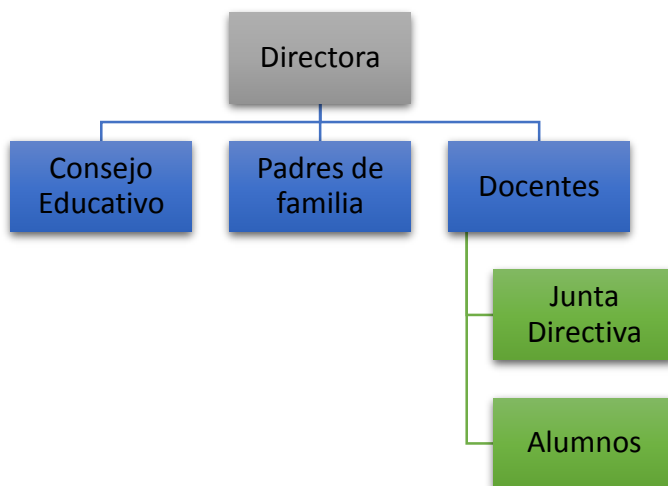 Directora
Consejo
Educativo
Padres de
familia
Docentes
Junta
Directiva
Alumnos